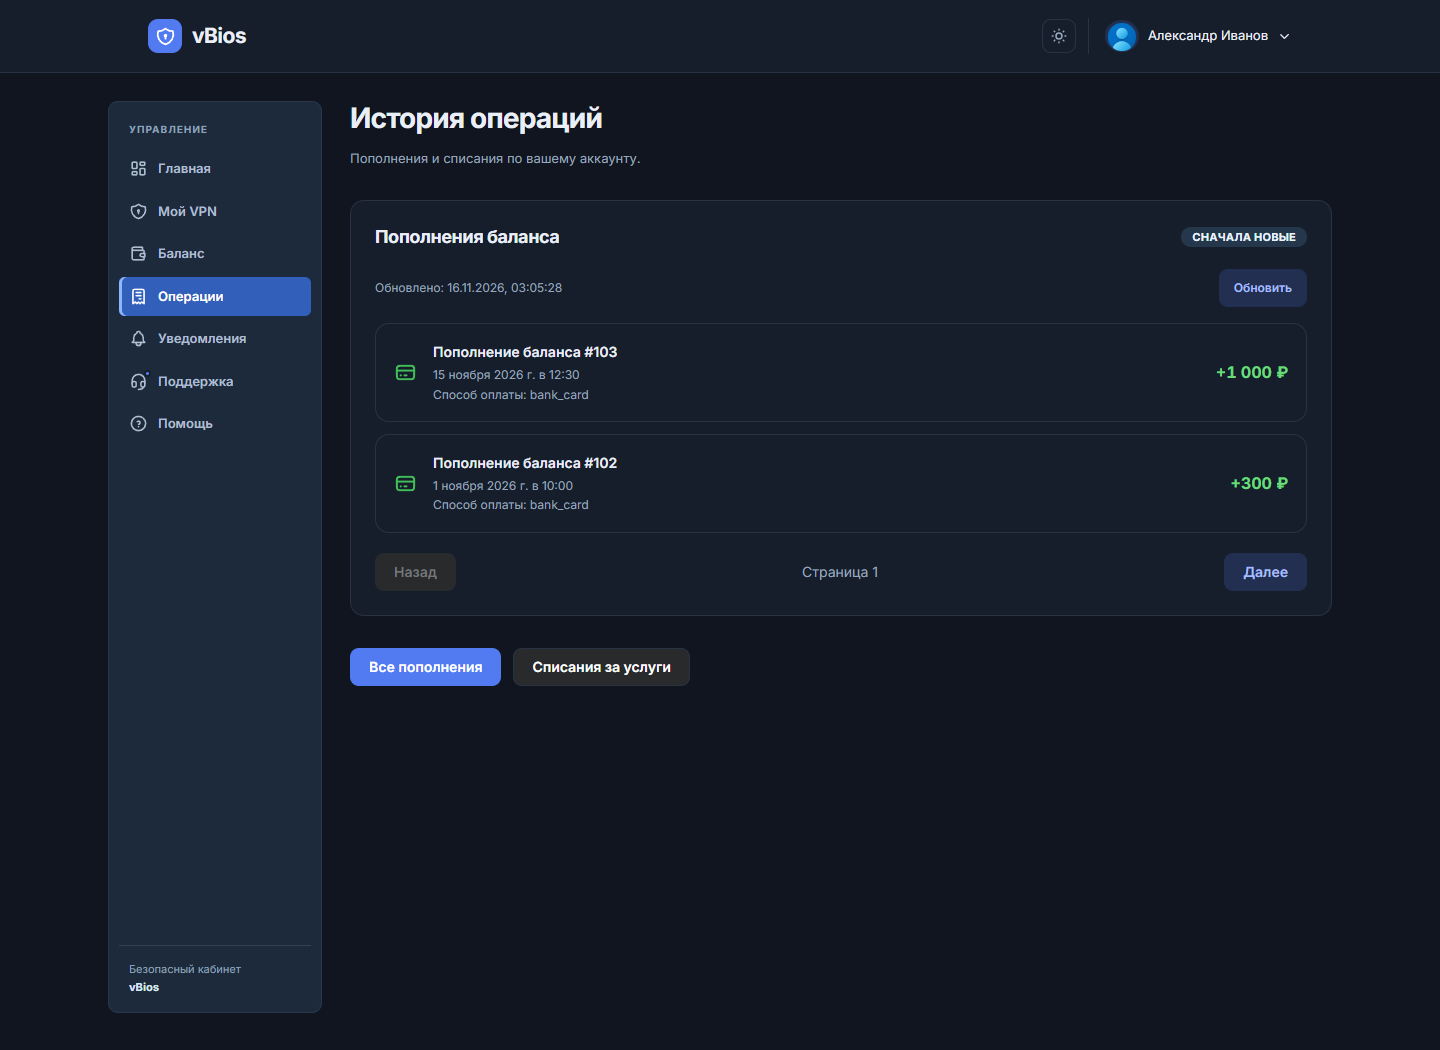 vBios
Александр Иванов
УПРАВЛЕНИЕ
Главная
Мой VPN
Баланс
Операции
Уведомления
Поддержка
Помощь
Безопасный кабинет
vBios
История операций
Пополнения и списания по вашему аккаунту.
Пополнения баланса
СНАЧАЛА НОВЫЕ
Обновлено: 16.11.2026, 03:05:28
Обновить
Пополнение баланса #103
15 ноября 2026 г. в 12:30
Способ оплаты: bank_card
+1 000 ₽
Пополнение баланса #102
1 ноября 2026 г. в 10:00
Способ оплаты: bank_card
+300 ₽
Назад
Страница 1
Далее
Все пополнения
Списания за услуги